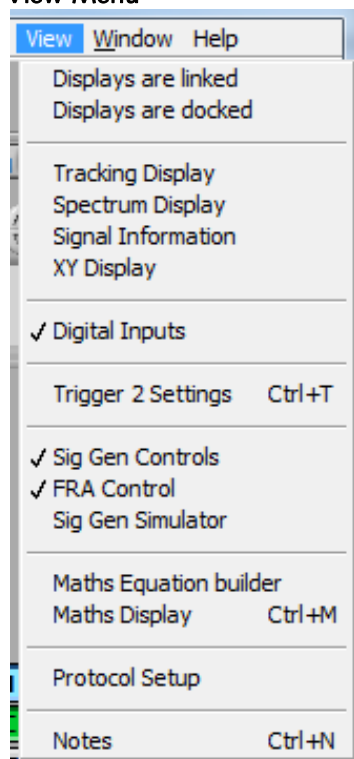 View Menu
View Window Help
Displays are linked
Displays are docked
Tracking Display
Spectrum Display
Signal Information
XY Display
✓ Digital Inputs
Trigger 2 Settings Ctrl+T
✓ Sig Gen Controls
✓ FRA Control
Sig Gen Simulator
Maths Equation builder
Maths Display Ctrl+M
Protocol Setup
Notes Ctrl+N